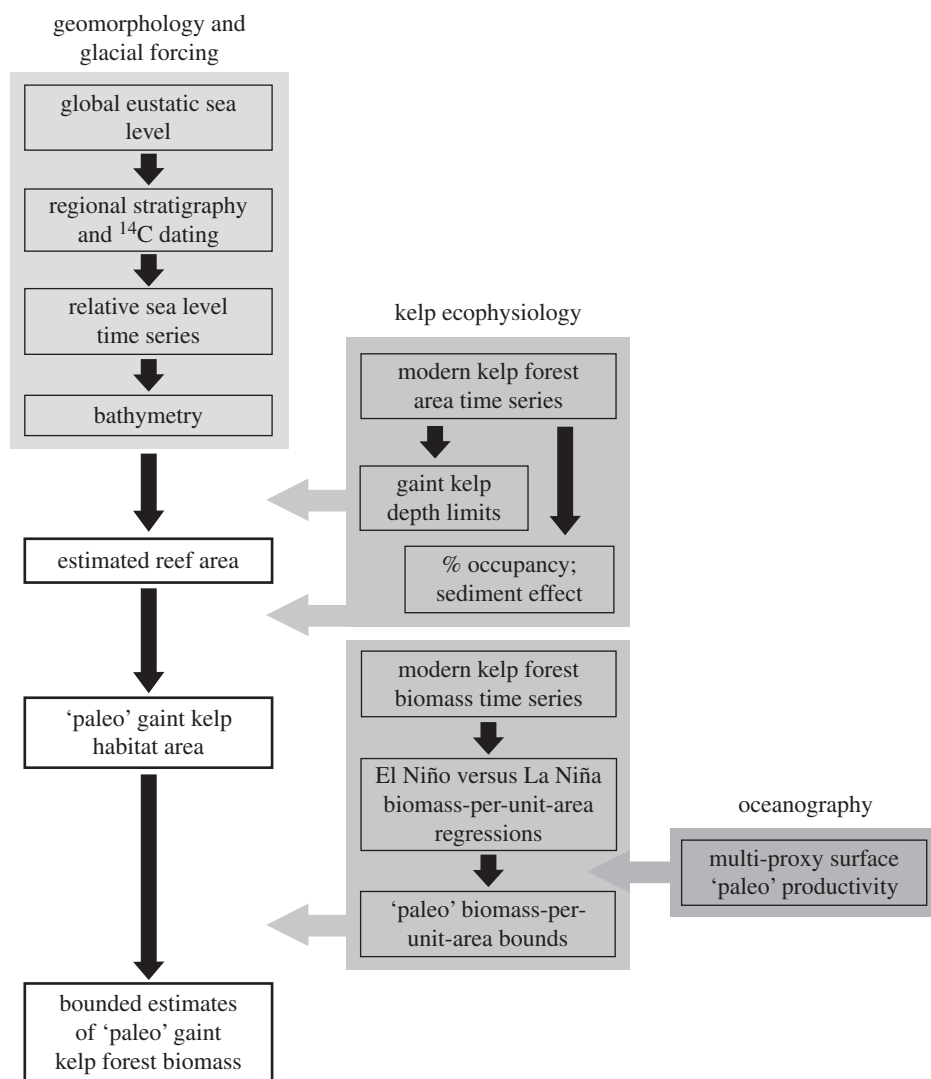 geomorphology and
glacial forcing
global eustatic sea
level
regional stratigraphy
and ¹⁴C dating
relative sea level
time series
bathymetry
estimated reef area
'paleo' gaint kelp
habitat area
bounded estimates
of 'paleo' gaint
kelp forest biomass
kelp ecophysiology
modern kelp forest
area time series
gaint kelp
depth limits
% occupancy;
sediment effect
modern kelp forest
biomass time series
El Niño versus La Niña
biomass-per-unit-area
regressions
'paleo' biomass-per-
unit-area bounds
oceanography
multi-proxy surface
'paleo' productivity